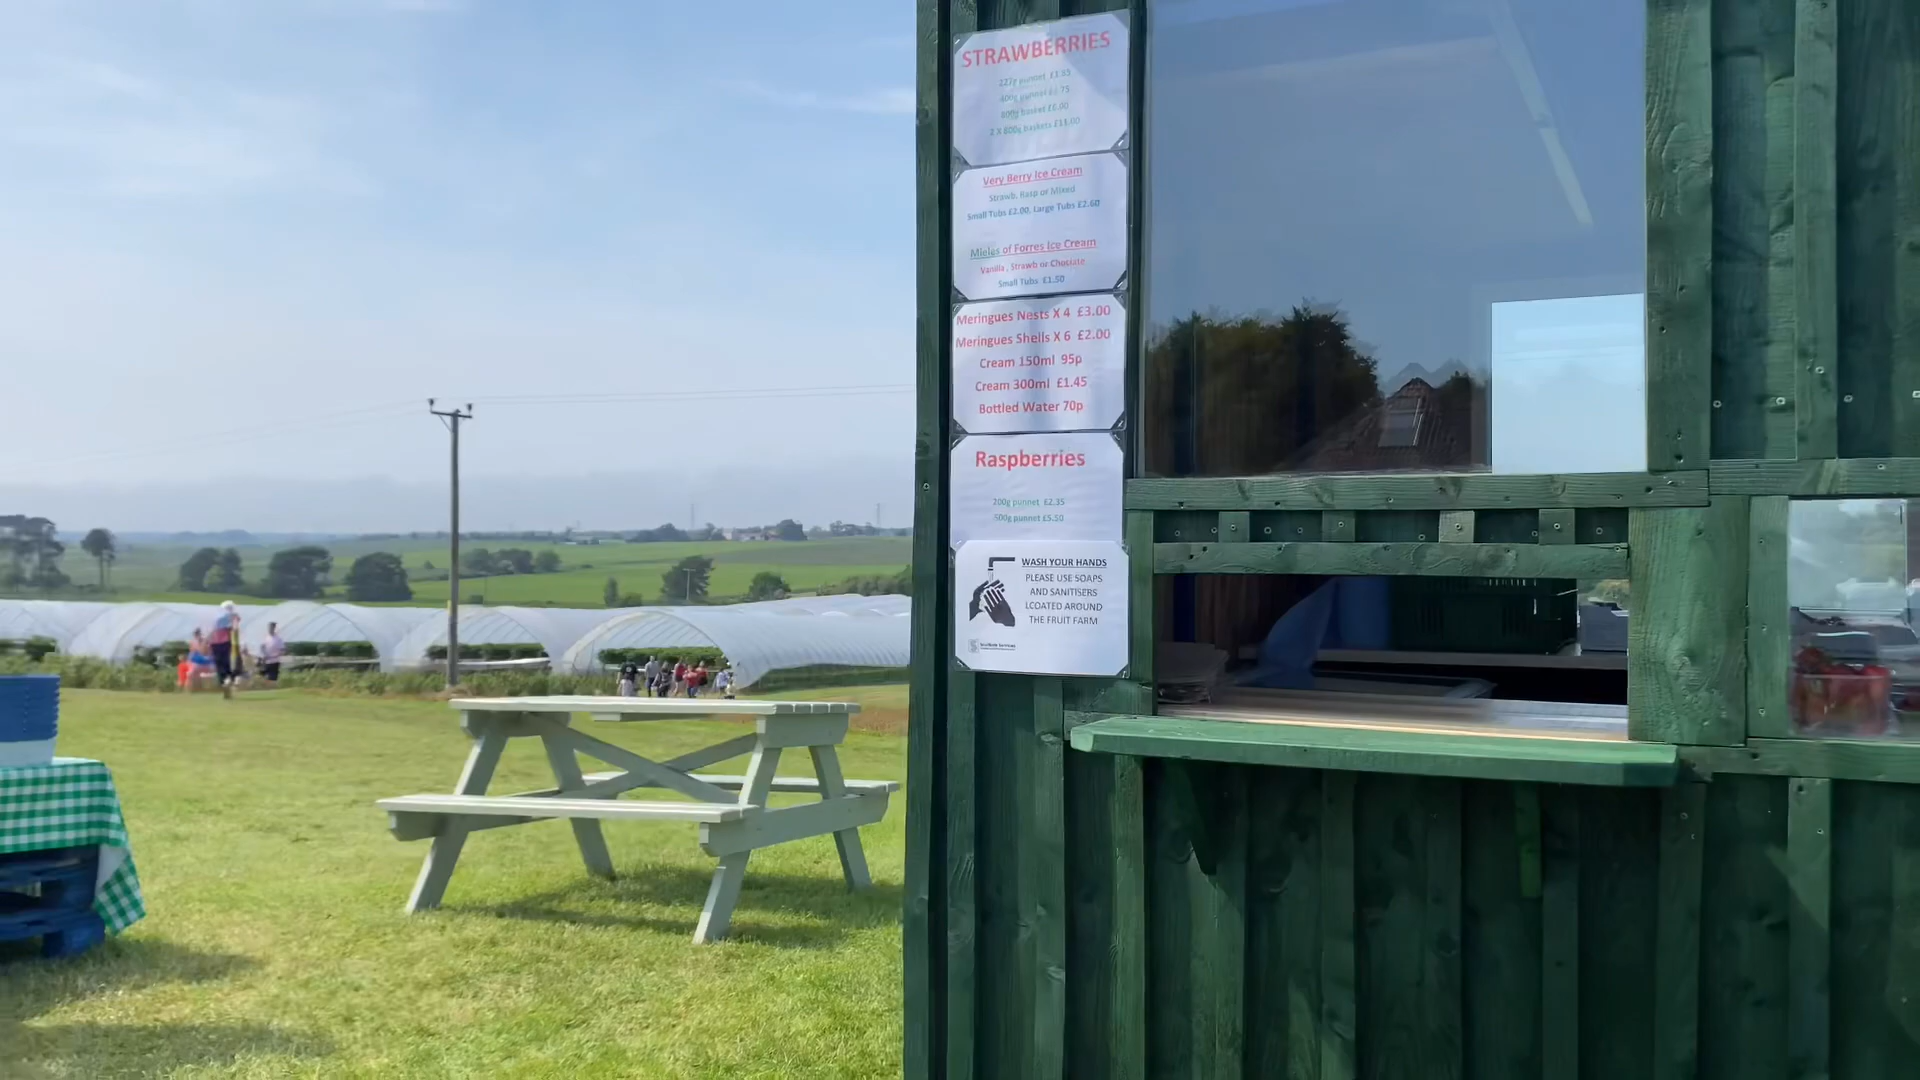 STRAWBERRIES
227g punnet
400g punnet
800g basket £6.00
2 X 800g baskets £11.00
Very Berry Ice Cream
Strawb, Rasp or Mixed
Small Tubs £2.00, Large Tubs £2.60
Mieles of Forres Ice Cream
Vanilla, Strawb or Choclate
Small Tubs £1.50
Meringues Nests X 4 £3.00
Meringues Shells X 6 £2.00
Cream 150ml 95p
Cream 300ml £1.45
Bottled Water 70p
Raspberries
200g punnet £2.35
500g punnet £5.50
WASH YOUR HANDS
PLEASE USE SOAPS
AND SANITISERS
LCOATED AROUND
THE FRUIT FARM